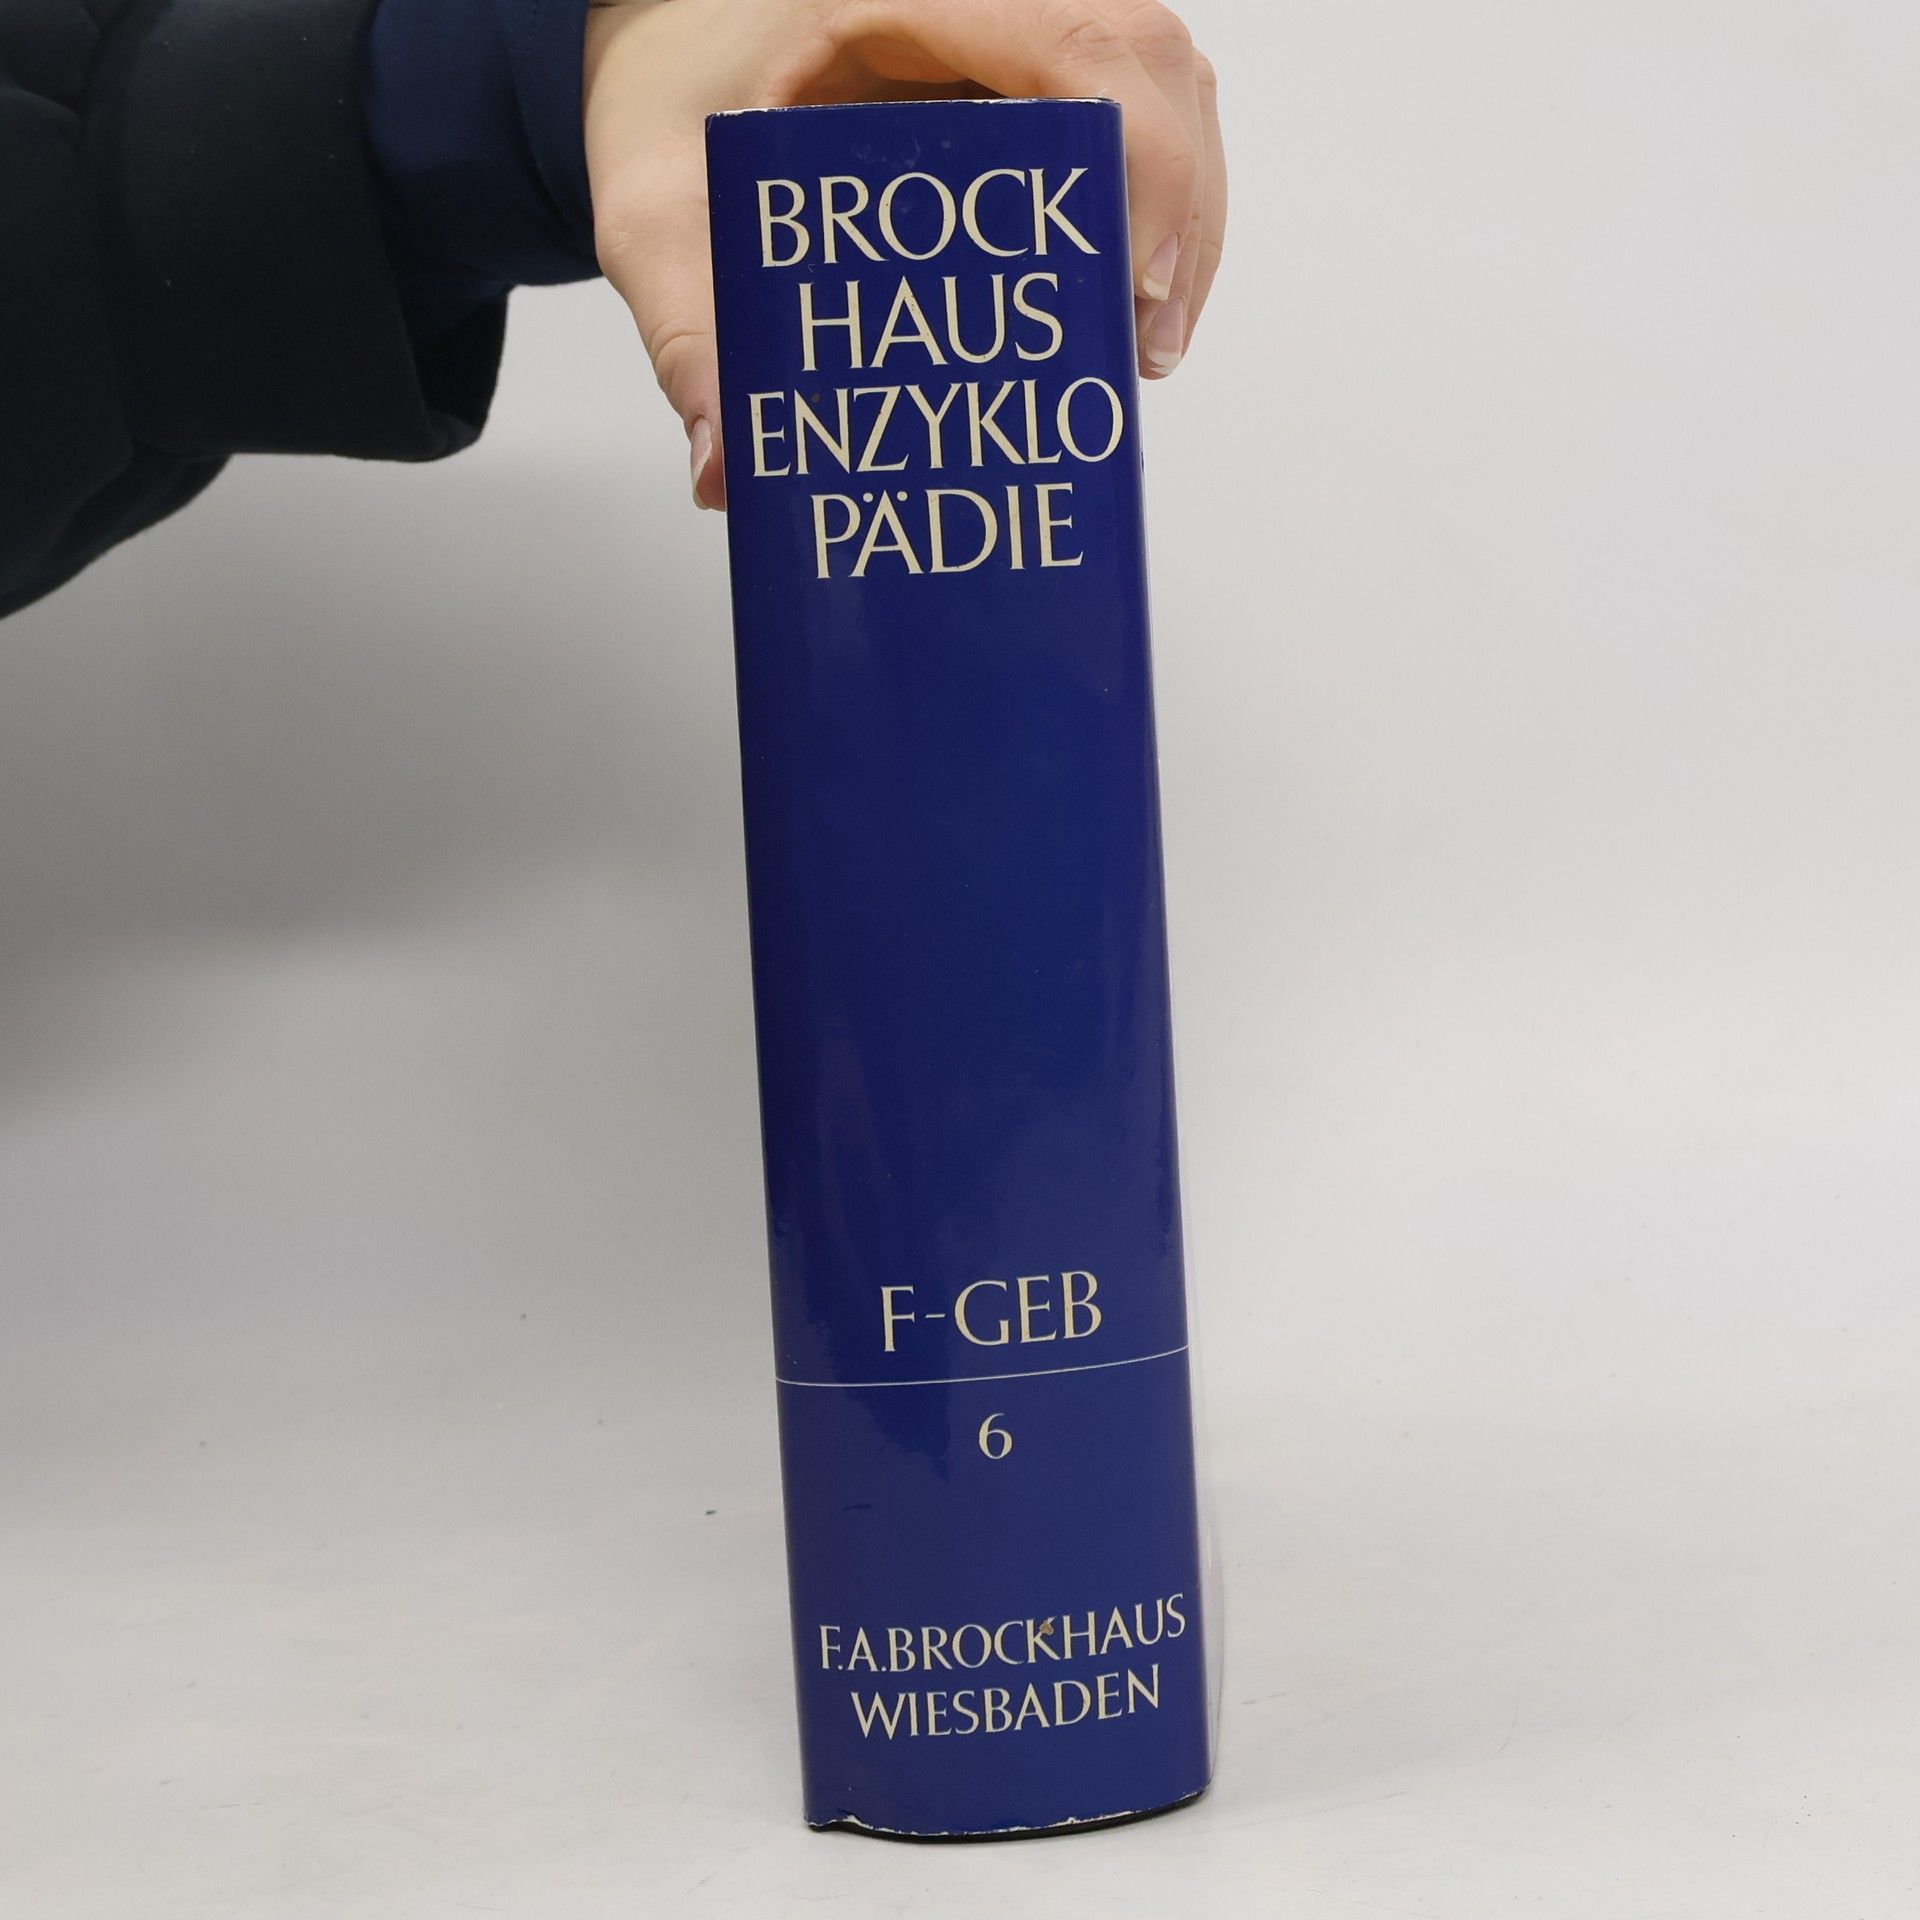 BROCK
HAUS
ENZYKLO
PÄDIE
F-GEB
6
F.A.BROCKHAUS
WIESBADEN